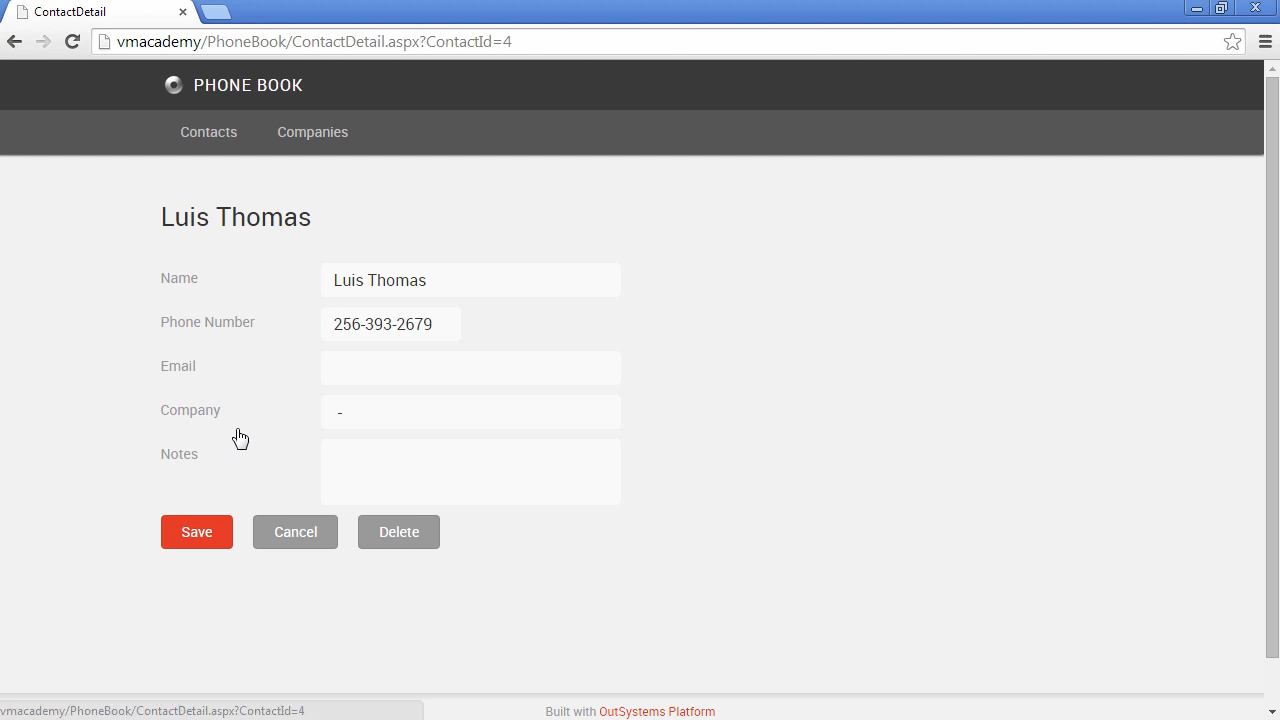 ContactDetail
vmacademy/PhoneBook/ContactDetail.aspx?ContactId=4
PHONE BOOK
Contacts Companies
Luis Thomas
Name Luis Thomas
Phone Number 256-393-2679
Email
Company -
Notes
Save Cancel Delete
vmacademy/PhoneBook/ContactDetail.aspx?ContactId=4 Built with OutSystems Platform